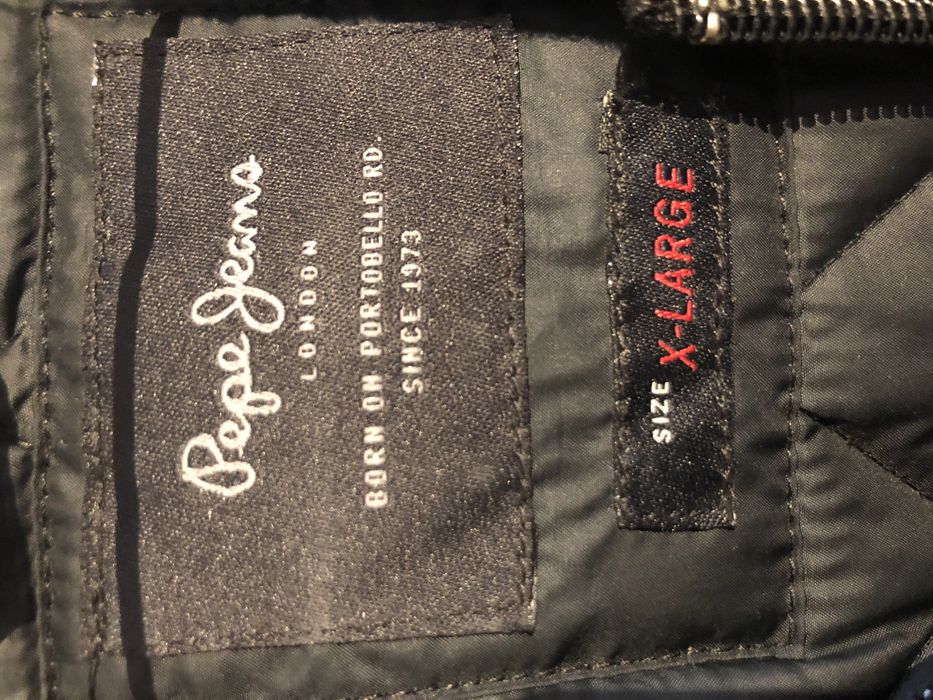 Pepe Jeans
LONDON
BORN ON PORTOBELLO RD.
SINCE 1973
SIZE X-LARGE